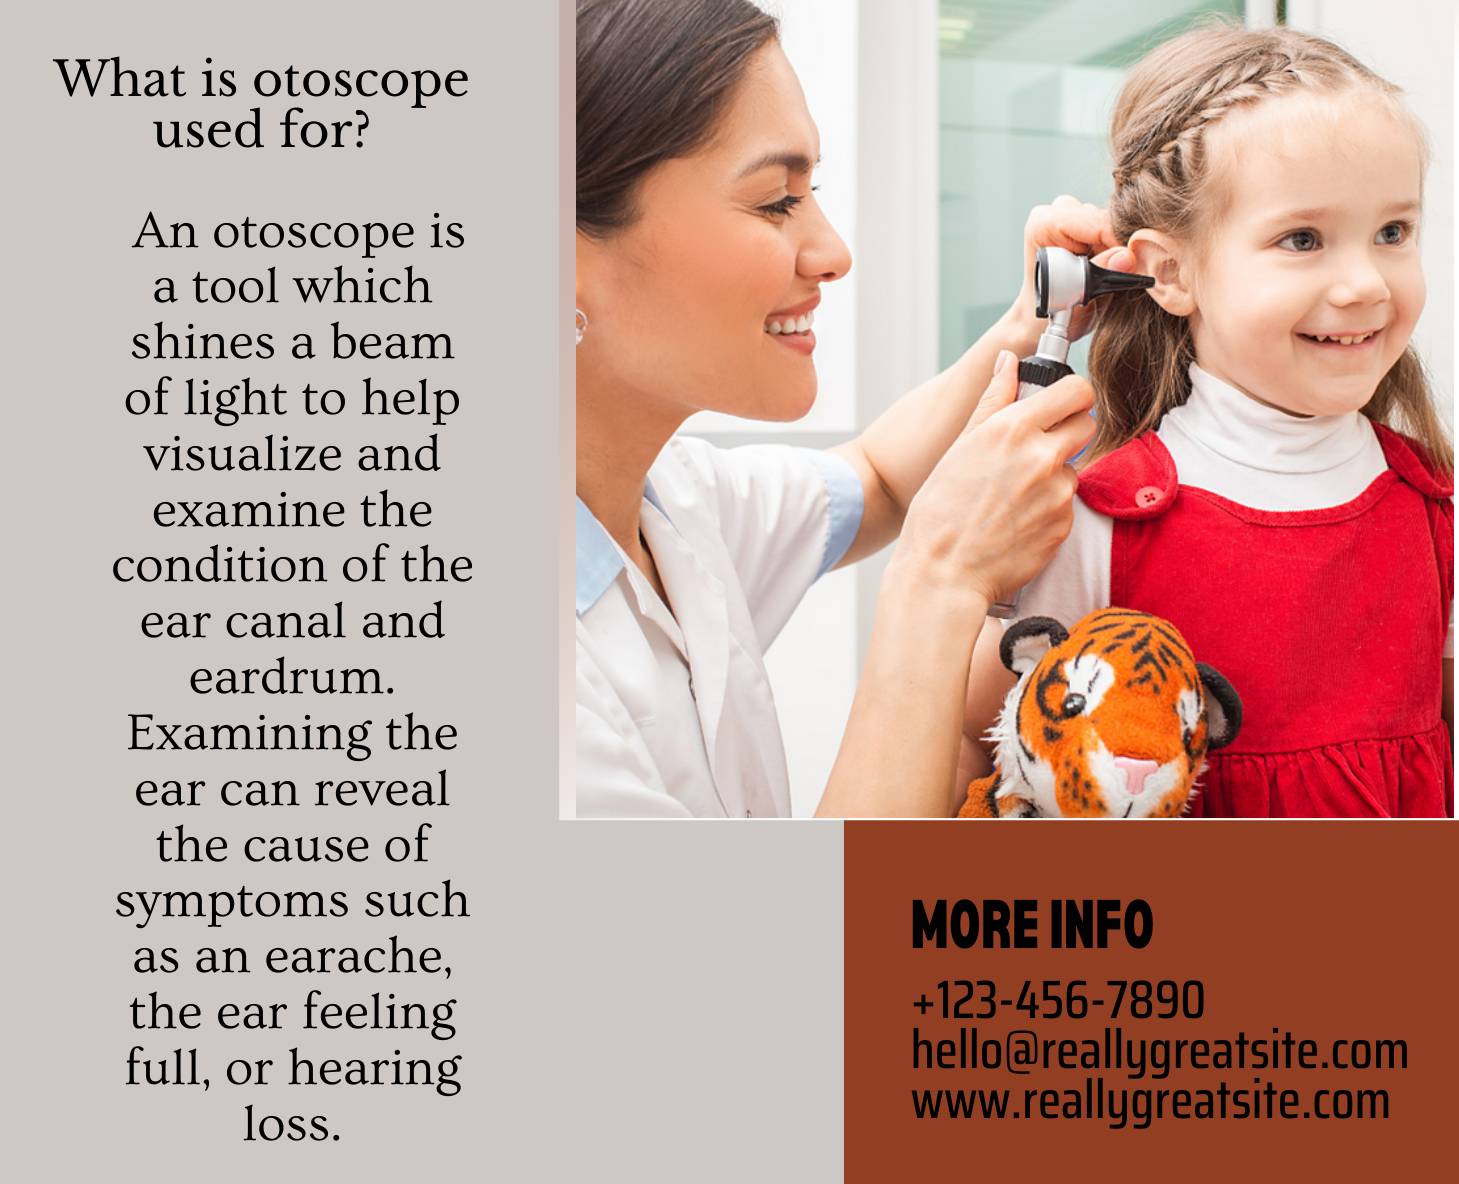 What is otoscope
used for?
An otoscope is
a tool which
shines a beam
of light to help
visualize and
examine the
condition of the
ear canal and
eardrum.
Examining the
ear can reveal
the cause of
symptoms such
as an earache,
the ear feeling
full, or hearing
loss.
MORE INFO
+123-456-7890
hello@reallygreatsite.com
www.reallygreatsite.com